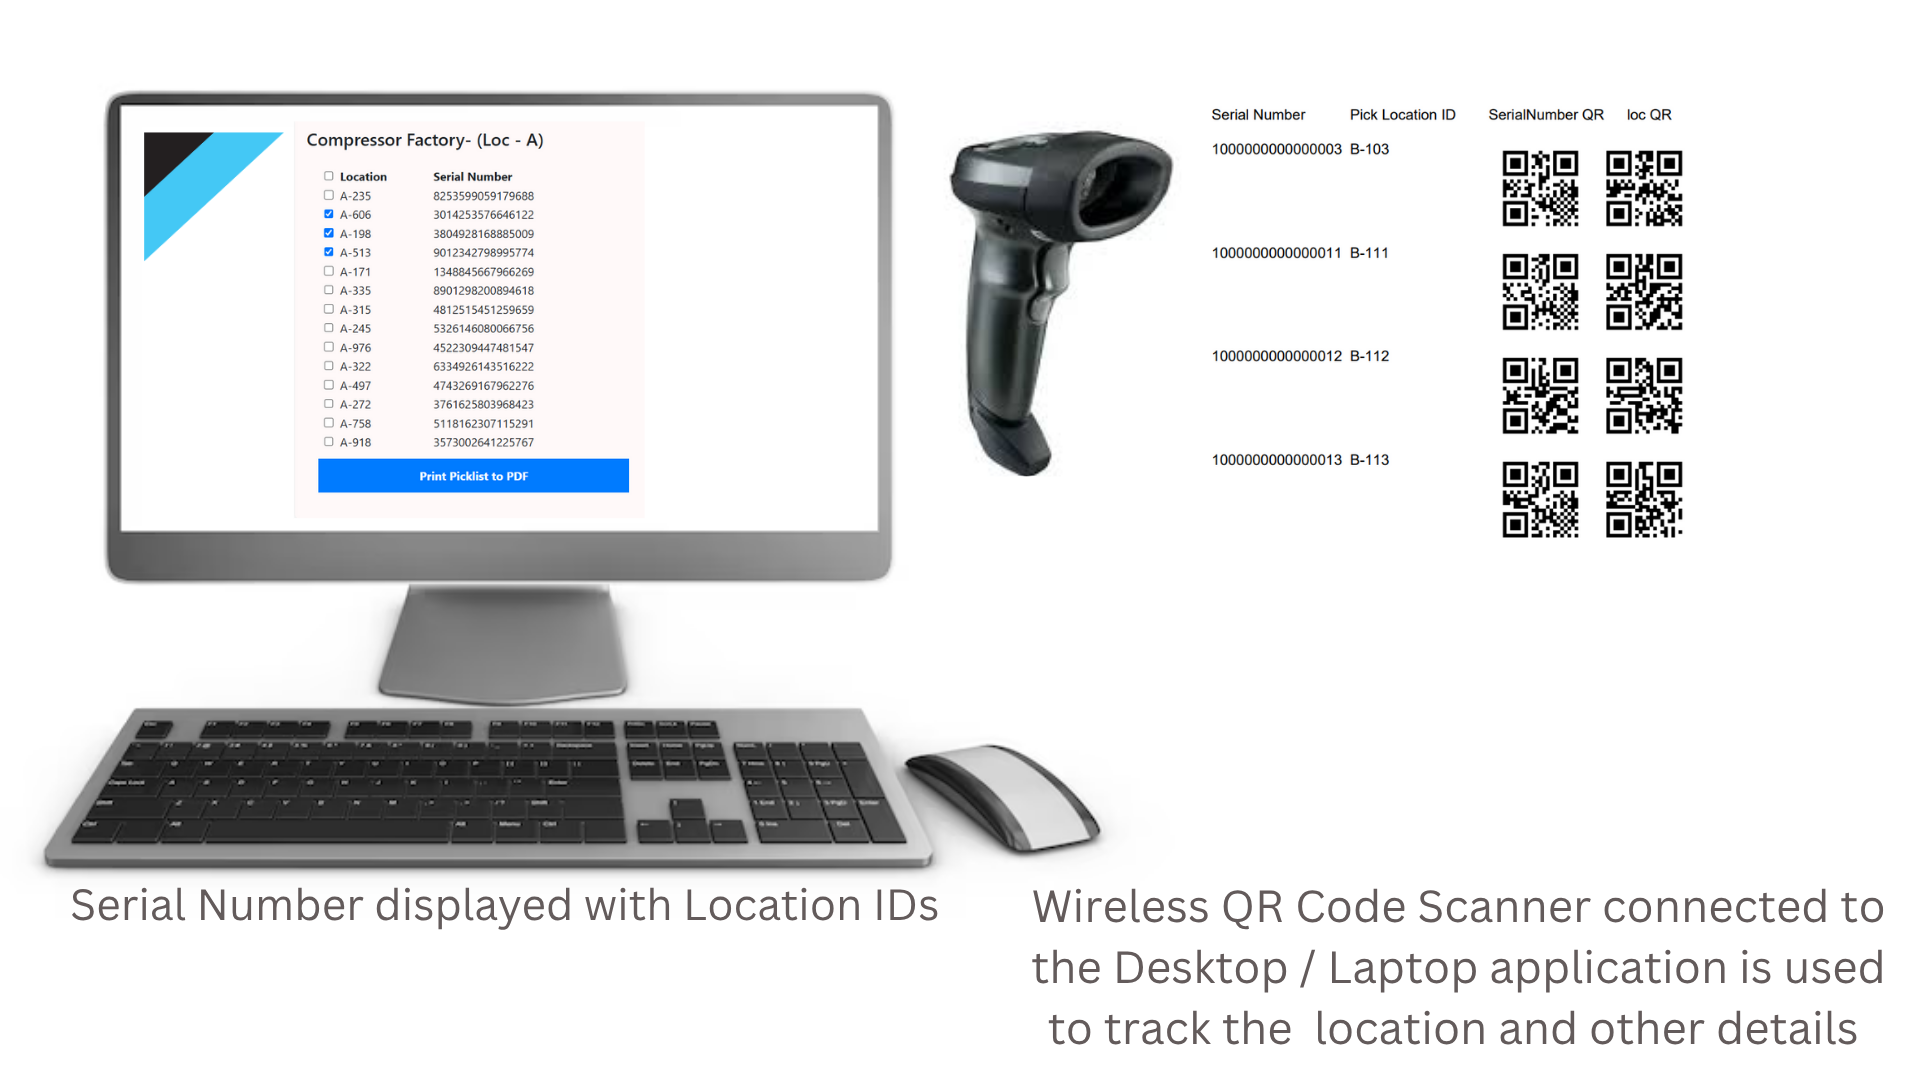 Compressor Factory- (Loc - A)
Location Serial Number
A-235 8253599059179688
A-606 3014253576646122
A-198 3804928168885009
A-513 9012342798995774
A-171 1348845667966269
A-335 8901298200894618
A-315 4812515451259659
A-245 5326146080066756
A-976 4522309447481547
A-322 6334926143516222
A-497 4743269167962276
A-272 3761625803968423
A-758 5118162307115291
A-918 3573002641225767
Print Picklist to PDF
Serial Number Pick Location ID SerialNumber QR loc QR
1000000000000003 B-103
1000000000000011 B-111
1000000000000012 B-112
1000000000000013 B-113
Serial Number displayed with Location IDs
Wireless QR Code Scanner connected to
the Desktop / Laptop application is used
to track the location and other details